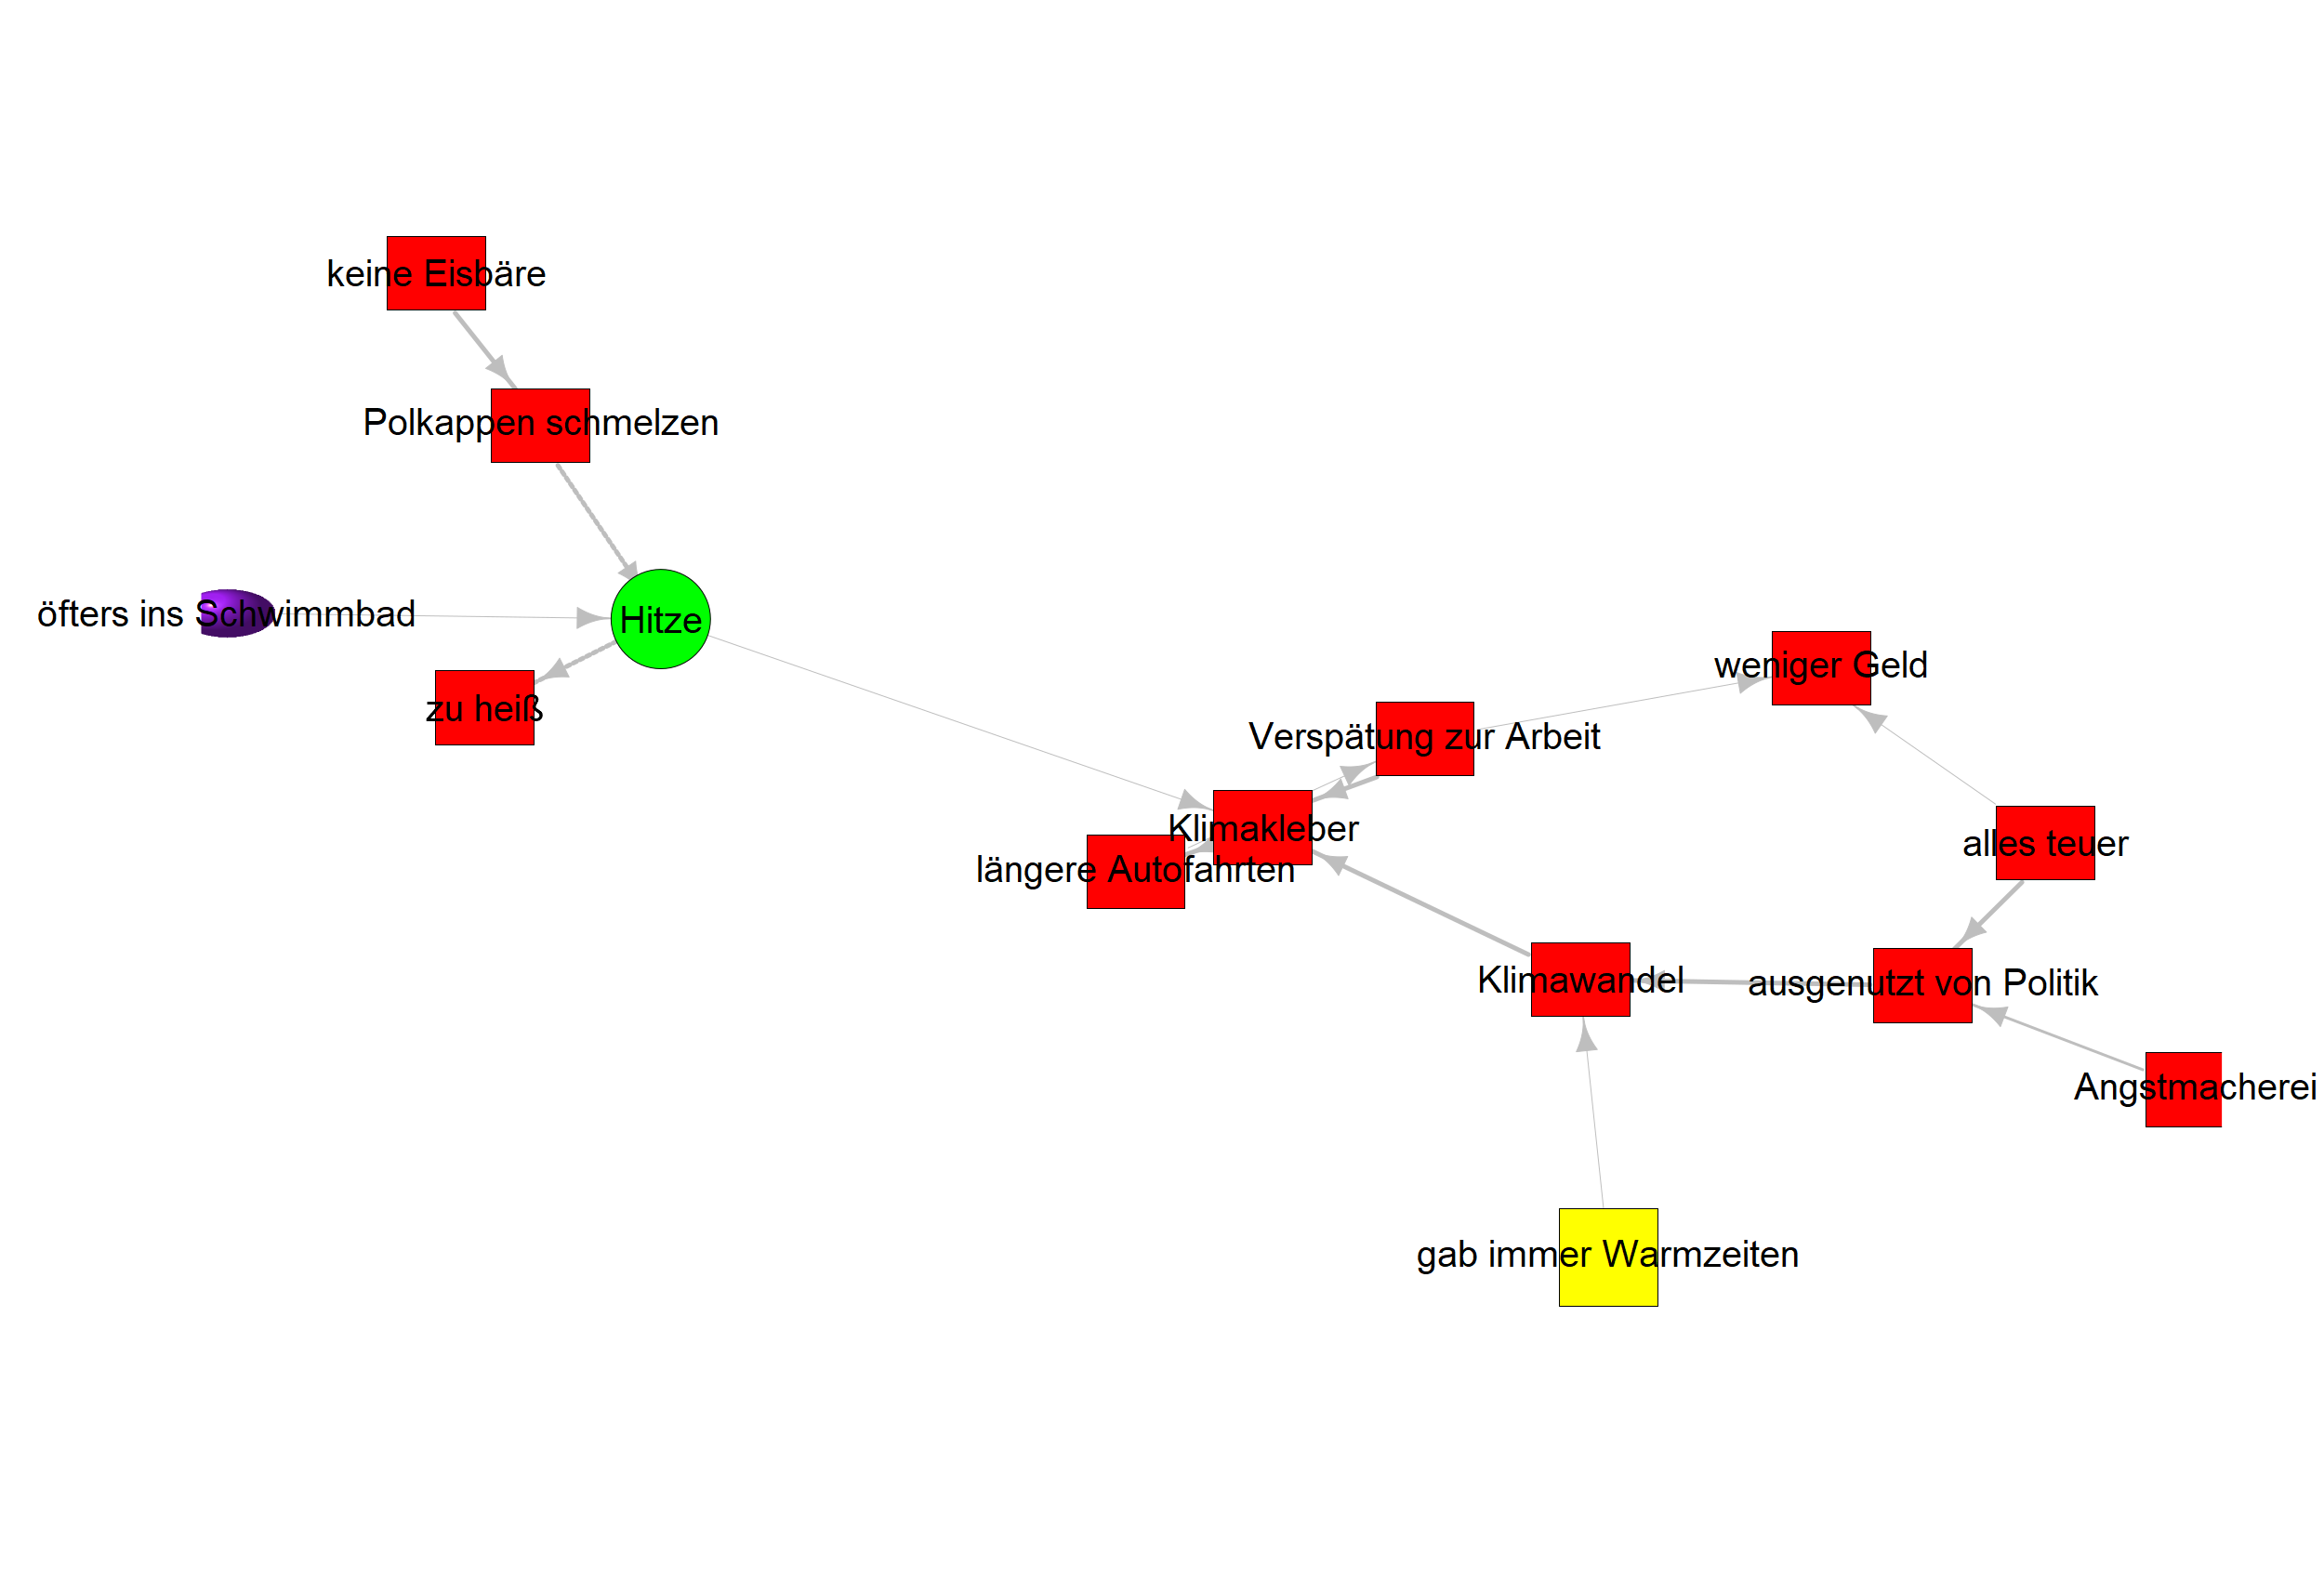 keine Eisbäre
Polkappen schmelzen
öfters ins Schwimmbad
Hitze
zu heiß
weniger Geld
Verspätung zur Arbeit
Klimakleber
alles teuer
längere Autofahrten
Klimawandel
ausgenutzt von Politik
Angstmacherei
gab immer Warmzeiten